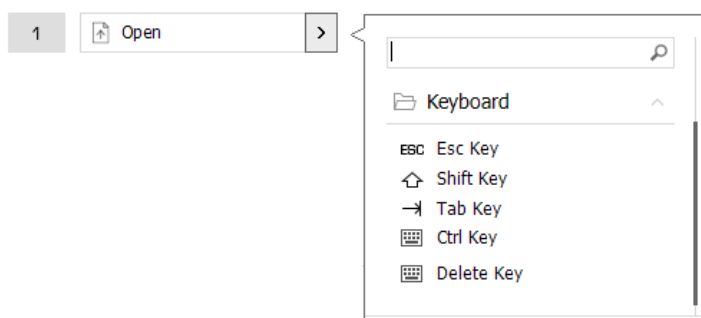 1 Open >
Keyboard
ESC Esc Key
Shift Key
Tab Key
Ctrl Key
Delete Key